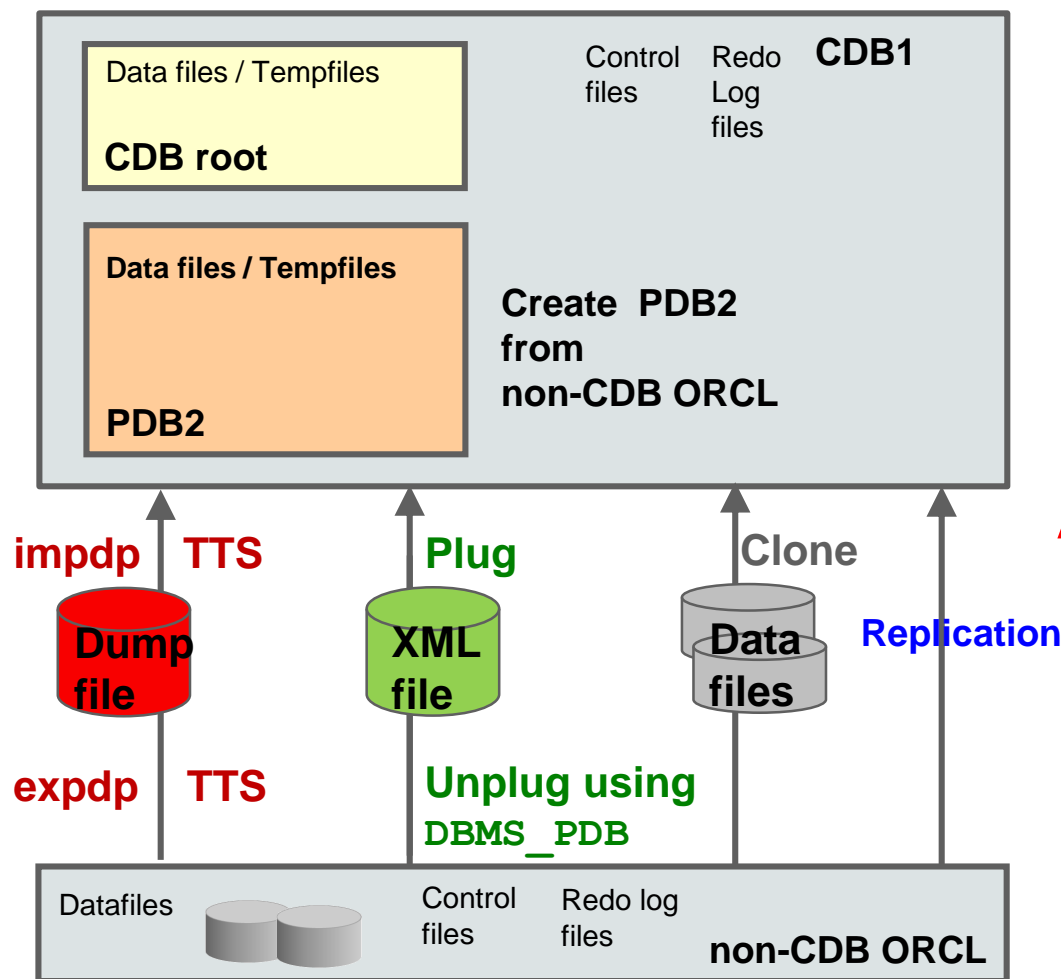 Data files / Tempfiles
CDB root
Control
files
Redo
Log
files
CDB1
Data files / Tempfiles
PDB2
Create PDB2
from
non-CDB ORCL
impdp TTS
Plug
Clone
Replication
Dump
file
XML
file
Data
files
expdp TTS
Unplug using
DBMS_PDB
Datafiles
Control
files
Redo log
files
non-CDB ORCL